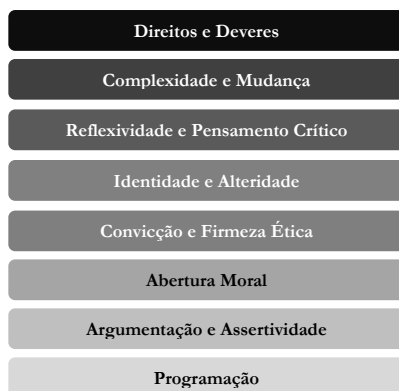 Direitos e Deveres
Complexidade e Mudança
Reflexividade e Pensamento Crítico
Identidade e Alteridade
Convicção e Firmeza Ética
Abertura Moral
Argumentação e Assertividade
Programação